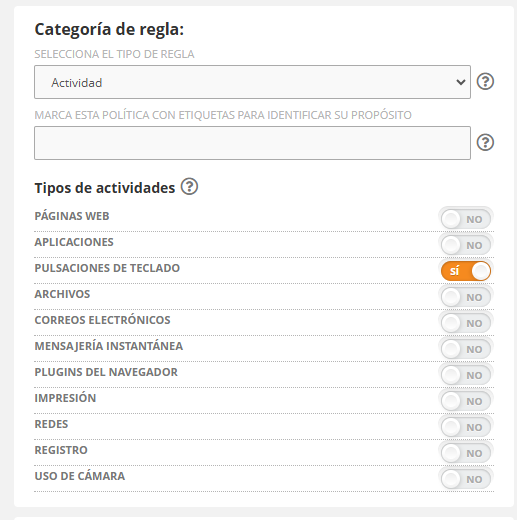 Categoría de regla:
SELECCIONA EL TIPO DE REGLA
Actividad
?
MARCA ESTA POLÍTICA CON ETIQUETAS PARA IDENTIFICAR SU PROPÓSITO
?
Tipos de actividades ?
PÁGINAS WEB NO
APLICACIONES NO
PULSACIONES DE TECLADO SÍ
ARCHIVOS NO
CORREOS ELECTRÓNICOS NO
MENSAJERÍA INSTANTÁNEA NO
PLUGINS DEL NAVEGADOR NO
IMPRESIÓN NO
REDES NO
REGISTRO NO
USO DE CÁMARA NO